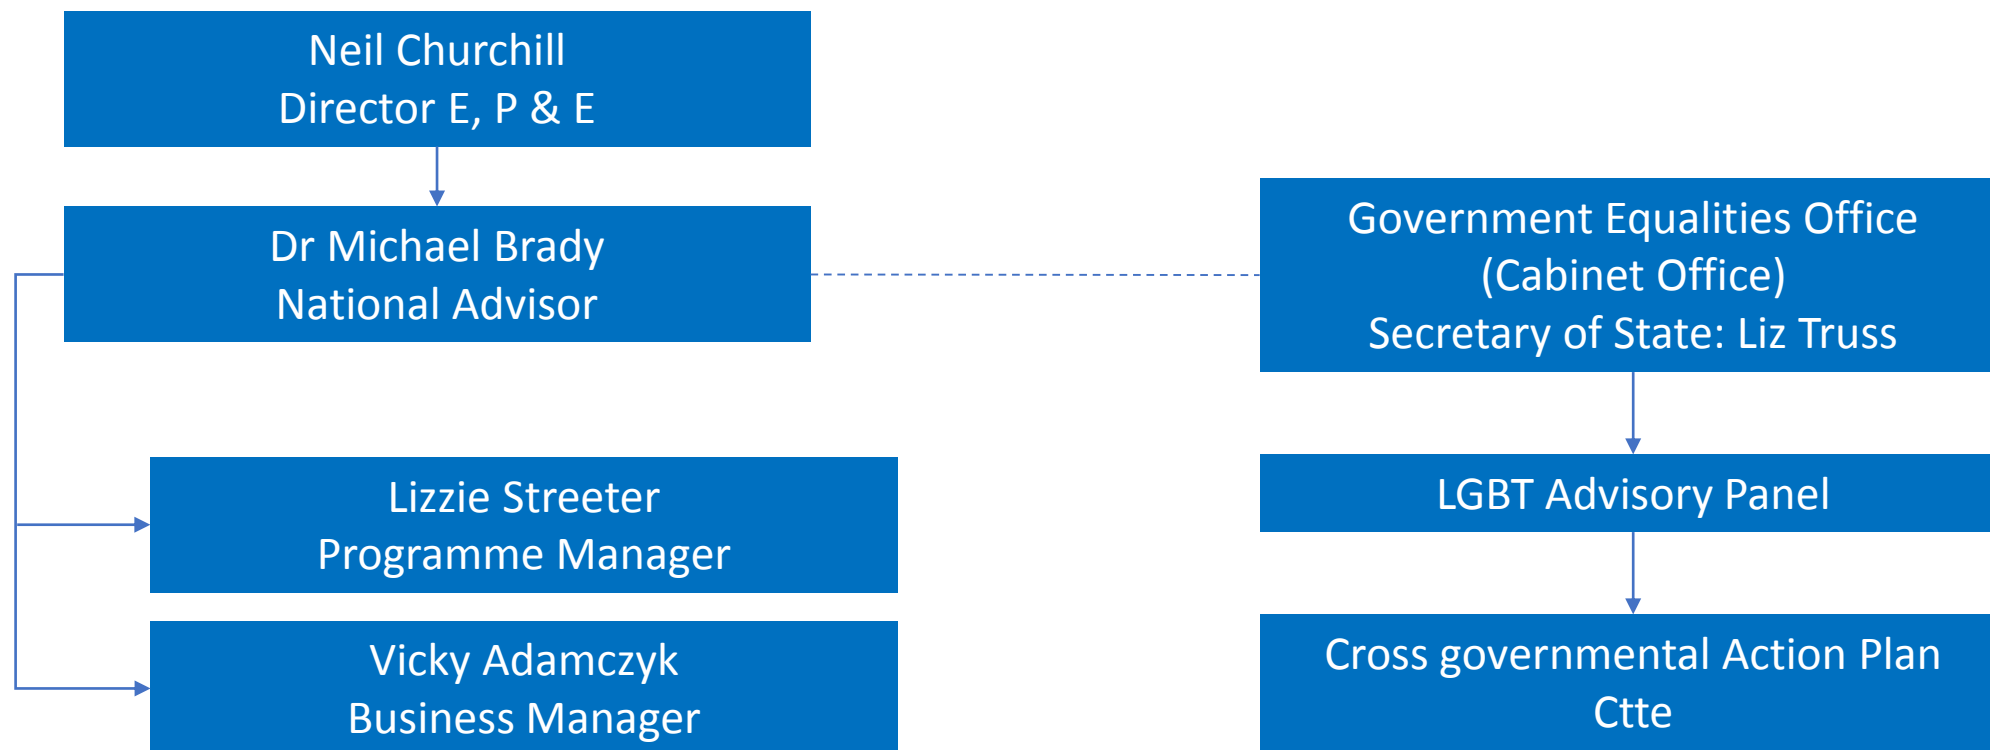 Neil Churchill
Director E, P & E
Dr Michael Brady
National Advisor
Lizzie Streeter
Programme Manager
Vicky Adamczyk
Business Manager
Government Equalities Office
(Cabinet Office)
Secretary of State: Liz Truss
LGBT Advisory Panel
Cross governmental Action Plan
Ctte